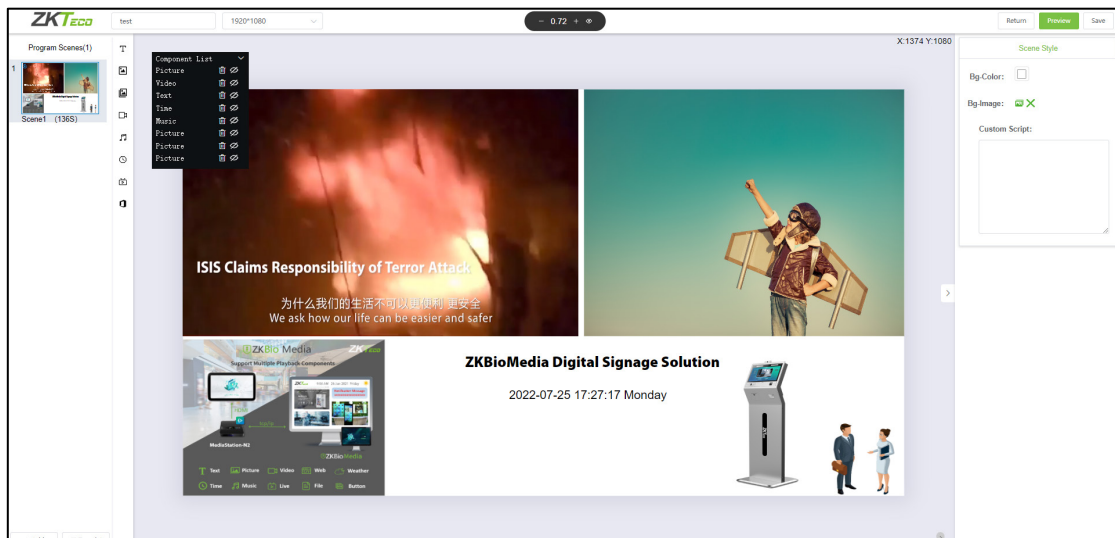 ZKTeco
test
1920*1080
− 0.72 +
Return
Preview
Save
Program Scenes(1)
1
Scene1 (136S)
T
Component List
Picture
Video
Text
Time
Music
Picture
Picture
Picture
X:1374 Y:1080
ISIS Claims Responsibility of Terror Attack
为什么我们的生活不可以更便利 更安全
We ask how our life can be easier and safer
ZKBio Media
ZKTeco
Support Multiple Playback Components
MediaStation-N2
ZKBioMedia
T Text
Picture
Video
Web
Weather
Time
Music
Live
File
Button
ZKBioMedia Digital Signage Solution
2022-07-25 17:27:17 Monday
Scene Style
Bg-Color:
Bg-Image:
Custom Script: